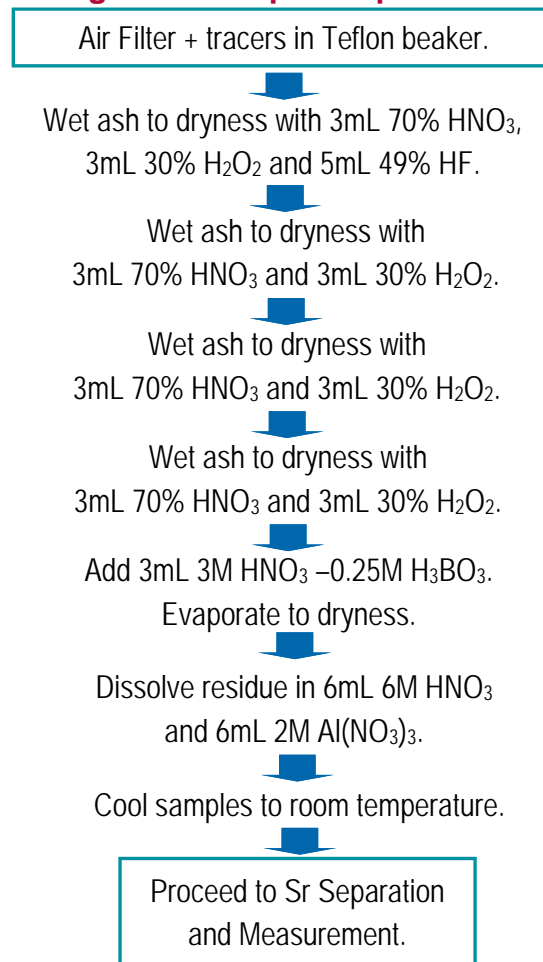 Air Filter + tracers in Teflon beaker.
Wet ash to dryness with 3mL 70% HNO₃,
3mL 30% H₂O₂ and 5mL 49% HF.
Wet ash to dryness with
3mL 70% HNO₃ and 3mL 30% H₂O₂.
Wet ash to dryness with
3mL 70% HNO₃ and 3mL 30% H₂O₂.
Wet ash to dryness with
3mL 70% HNO₃ and 3mL 30% H₂O₂.
Add 3mL 3M HNO₃ –0.25M H₃BO₃.
Evaporate to dryness.
Dissolve residue in 6mL 6M HNO₃
and 6mL 2M Al(NO₃)₃.
Cool samples to room temperature.
Proceed to Sr Separation
and Measurement.